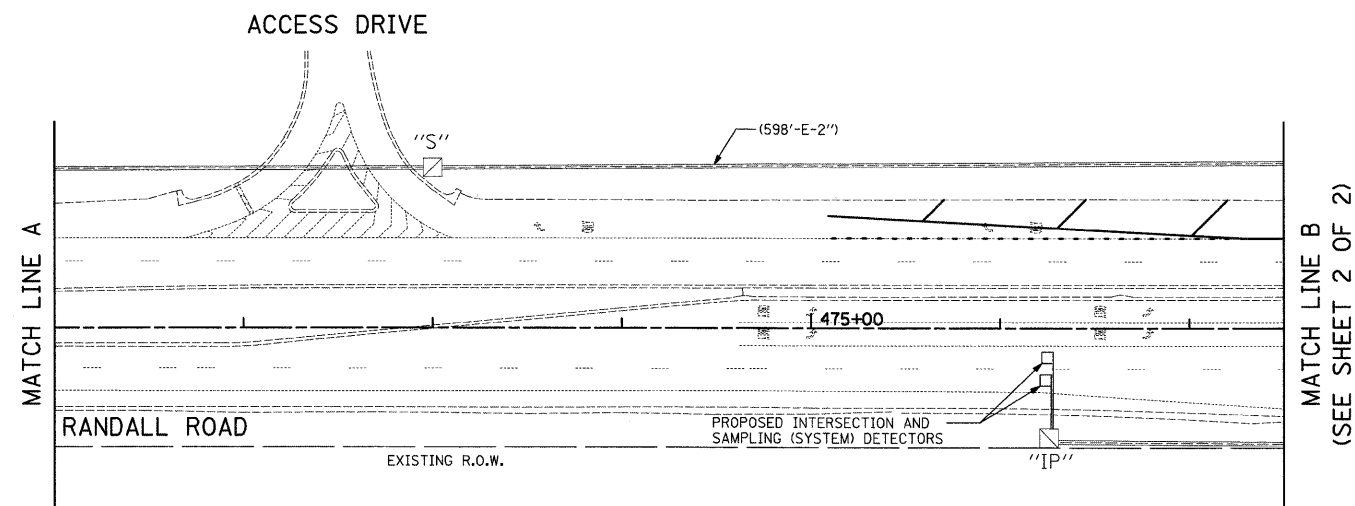 ACCESS DRIVE
"S"
(598'-E-2")
MATCH LINE A
475+00
MATCH LINE B
(SEE SHEET 2 OF 2)
RANDALL ROAD
PROPOSED INTERSECTION AND
SAMPLING (SYSTEM) DETECTORS
"IP"
EXISTING R.O.W.